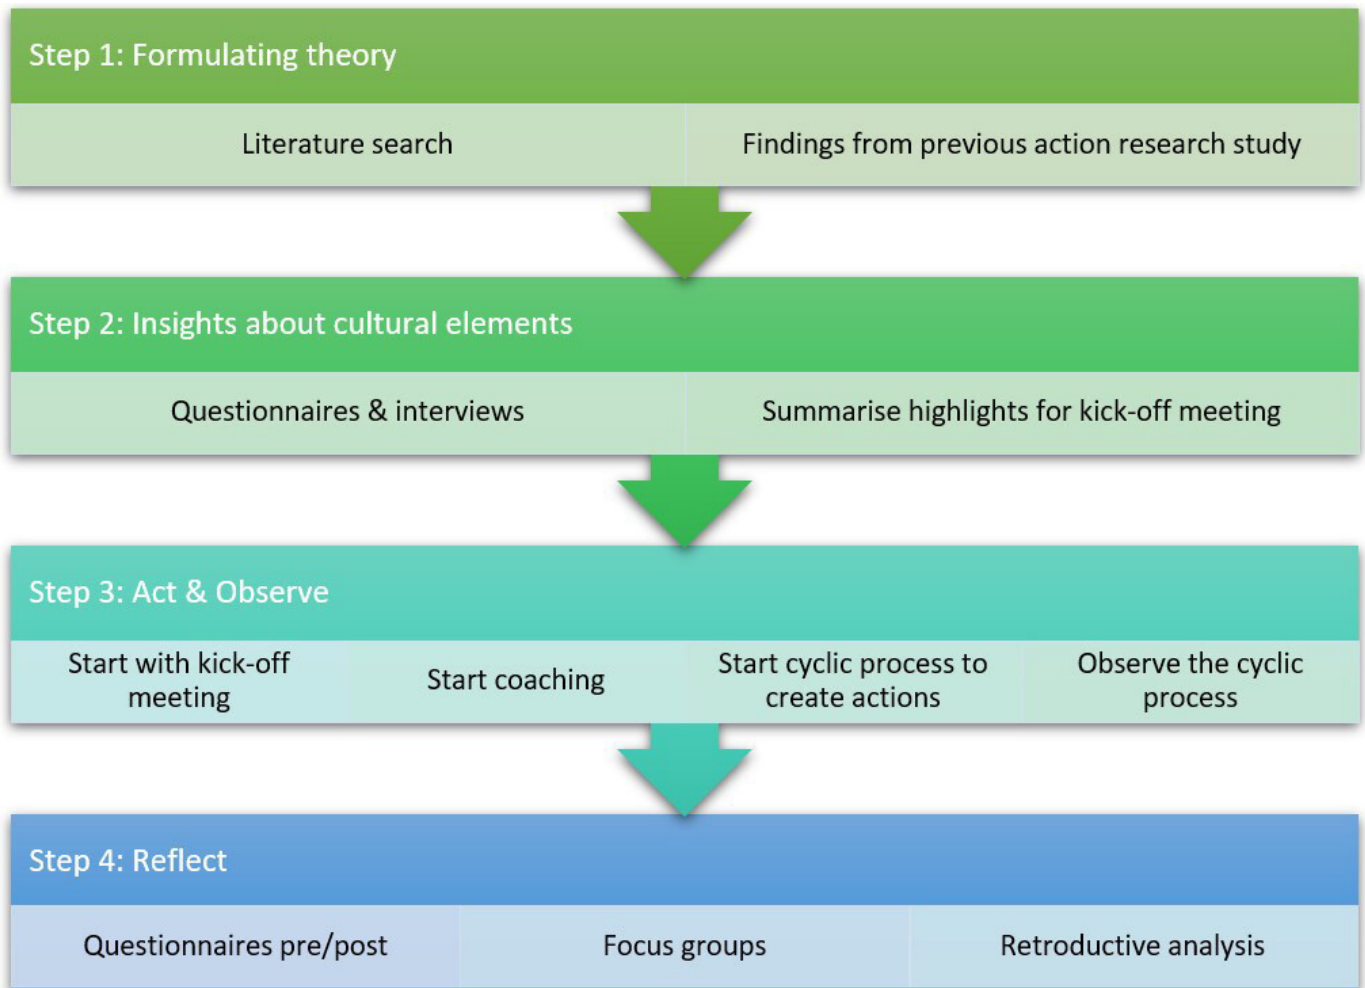 Step 1: Formulating theory
Literature search
Findings from previous action research study
Step 2: Insights about cultural elements
Questionnaires & interviews
Summarise highlights for kick-off meeting
Step 3: Act & Observe
Start with kick-off
meeting
Start coaching
Start cyclic process to
create actions
Observe the cyclic
process
Step 4: Reflect
Questionnaires pre/post
Focus groups
Retroductive analysis